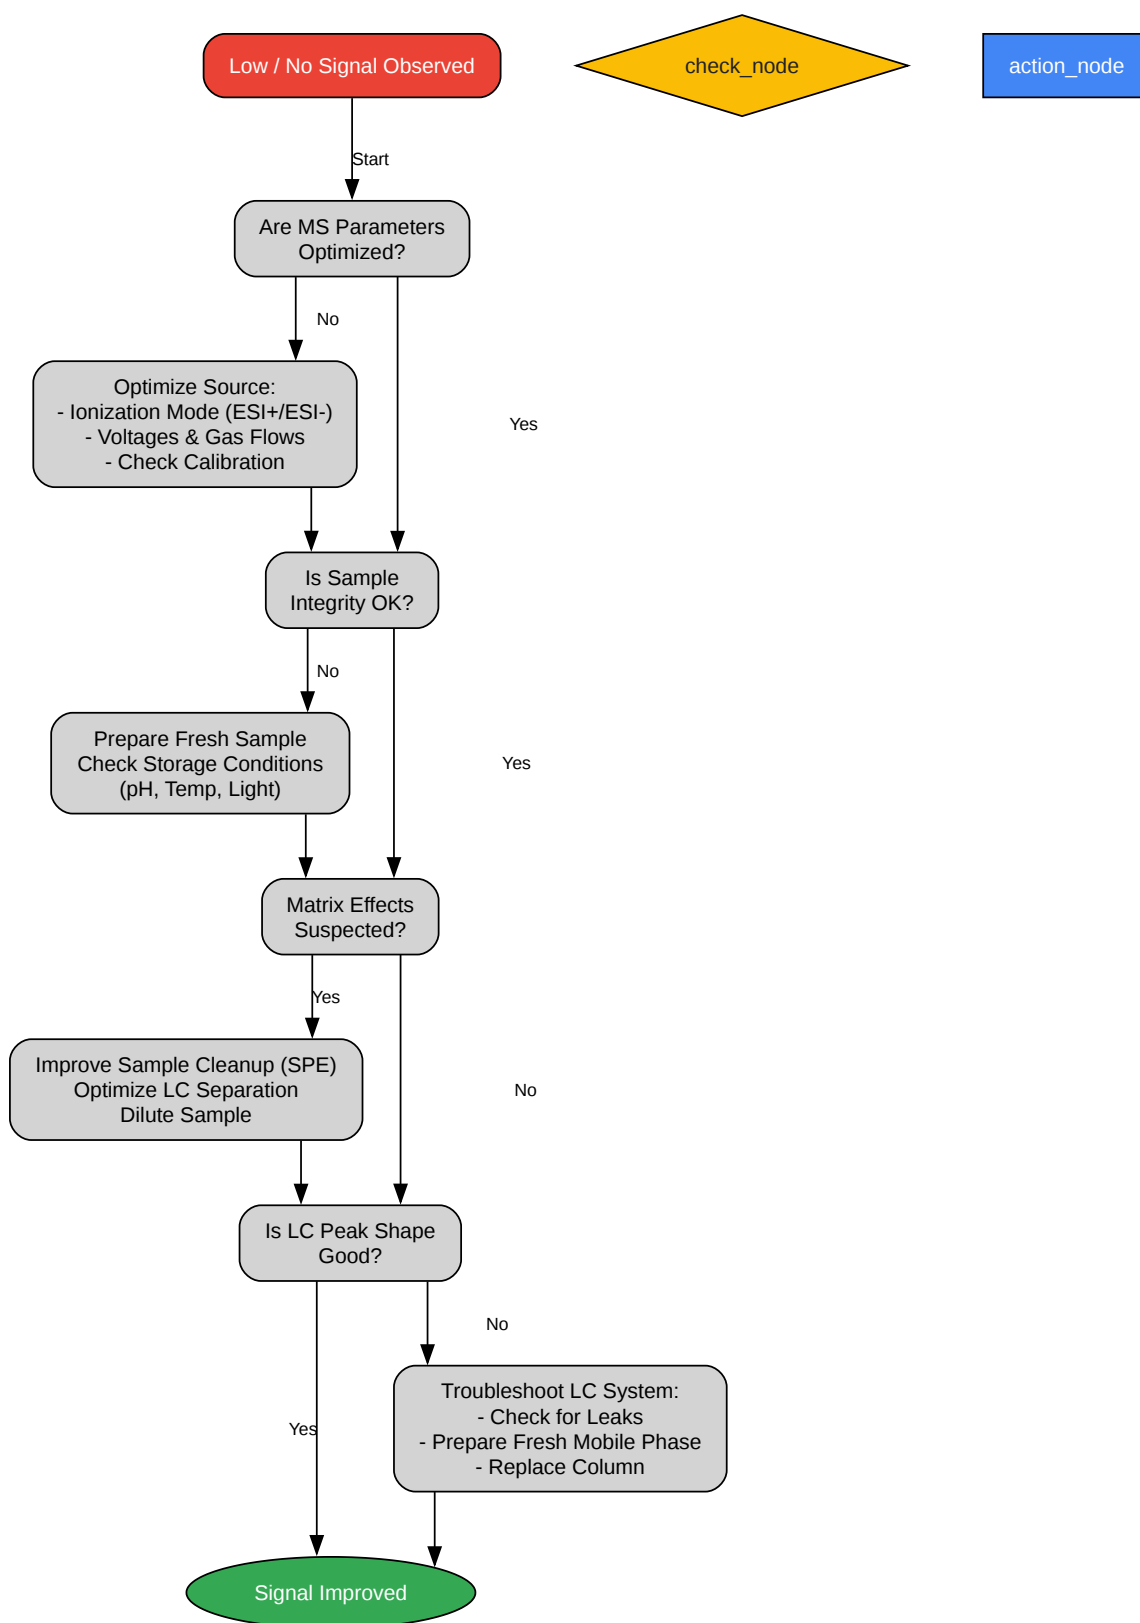 Low / No Signal Observed
check_node
action_node
Start
Are MS Parameters
Optimized?
No
Optimize Source:
- Ionization Mode (ESI+/ESI-)
- Voltages & Gas Flows
- Check Calibration
Yes
Is Sample
Integrity OK?
No
Prepare Fresh Sample
Check Storage Conditions
(pH, Temp, Light)
Yes
Matrix Effects
Suspected?
Yes
Improve Sample Cleanup (SPE)
Optimize LC Separation
Dilute Sample
No
Is LC Peak Shape
Good?
No
Troubleshoot LC System:
- Check for Leaks
- Prepare Fresh Mobile Phase
- Replace Column
Yes
Signal Improved